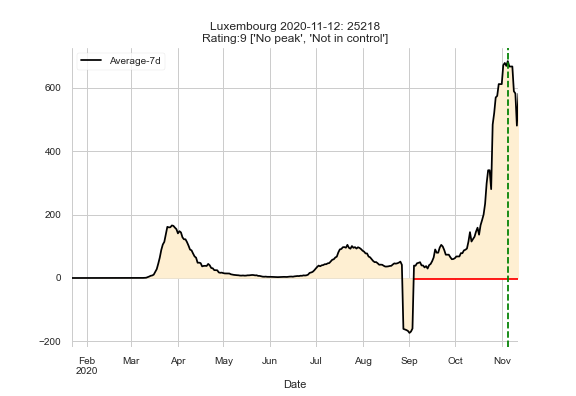 Luxembourg 2020-11-12: 25218
Rating:9 ['No peak', 'Not in control']
Average-7d
600
400
200
0
−200
Feb Mar Apr May Jun Jul Aug Sep Oct Nov
2020
Date